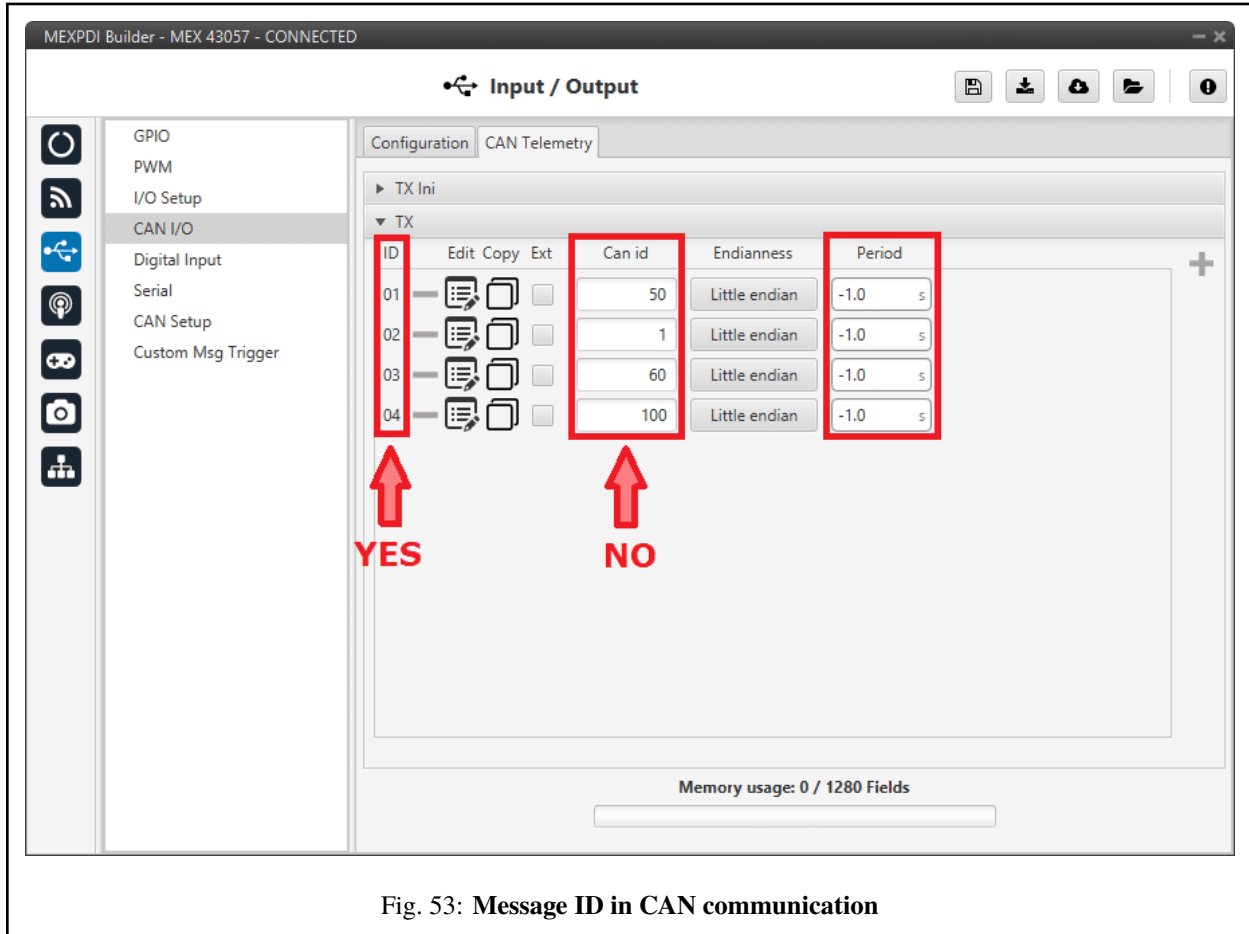 MEXPDI Builder - MEX 43057 - CONNECTED
Input / Output
GPIO
PWM
I/O Setup
CAN I/O
Digital Input
Serial
CAN Setup
Custom Msg Trigger
Configuration CAN Telemetry
TX Ini
TX
ID Edit Copy Ext Can id Endianness Period
01 50 Little endian -1.0 s
02 1 Little endian -1.0 s
03 60 Little endian -1.0 s
04 100 Little endian -1.0 s
YES NO
Memory usage: 0 / 1280 Fields
Fig. 53: Message ID in CAN communication